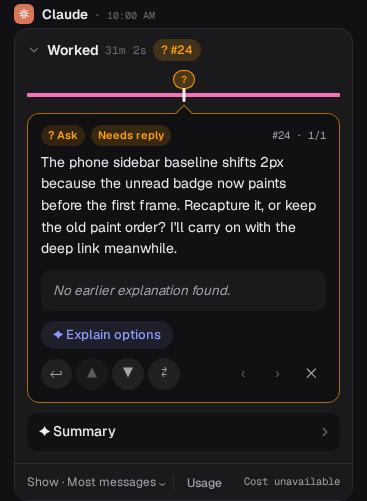 Claude · 10:00 AM
Worked 31m 2s ? #24
?
? Ask Needs reply #24 · 1/1
The phone sidebar baseline shifts 2px
because the unread badge now paints
before the first frame. Recapture it, or keep
the old paint order? I'll carry on with the
deep link meanwhile.
No earlier explanation found.
Explain options
Summary
Show · Most messages Usage Cost unavailable